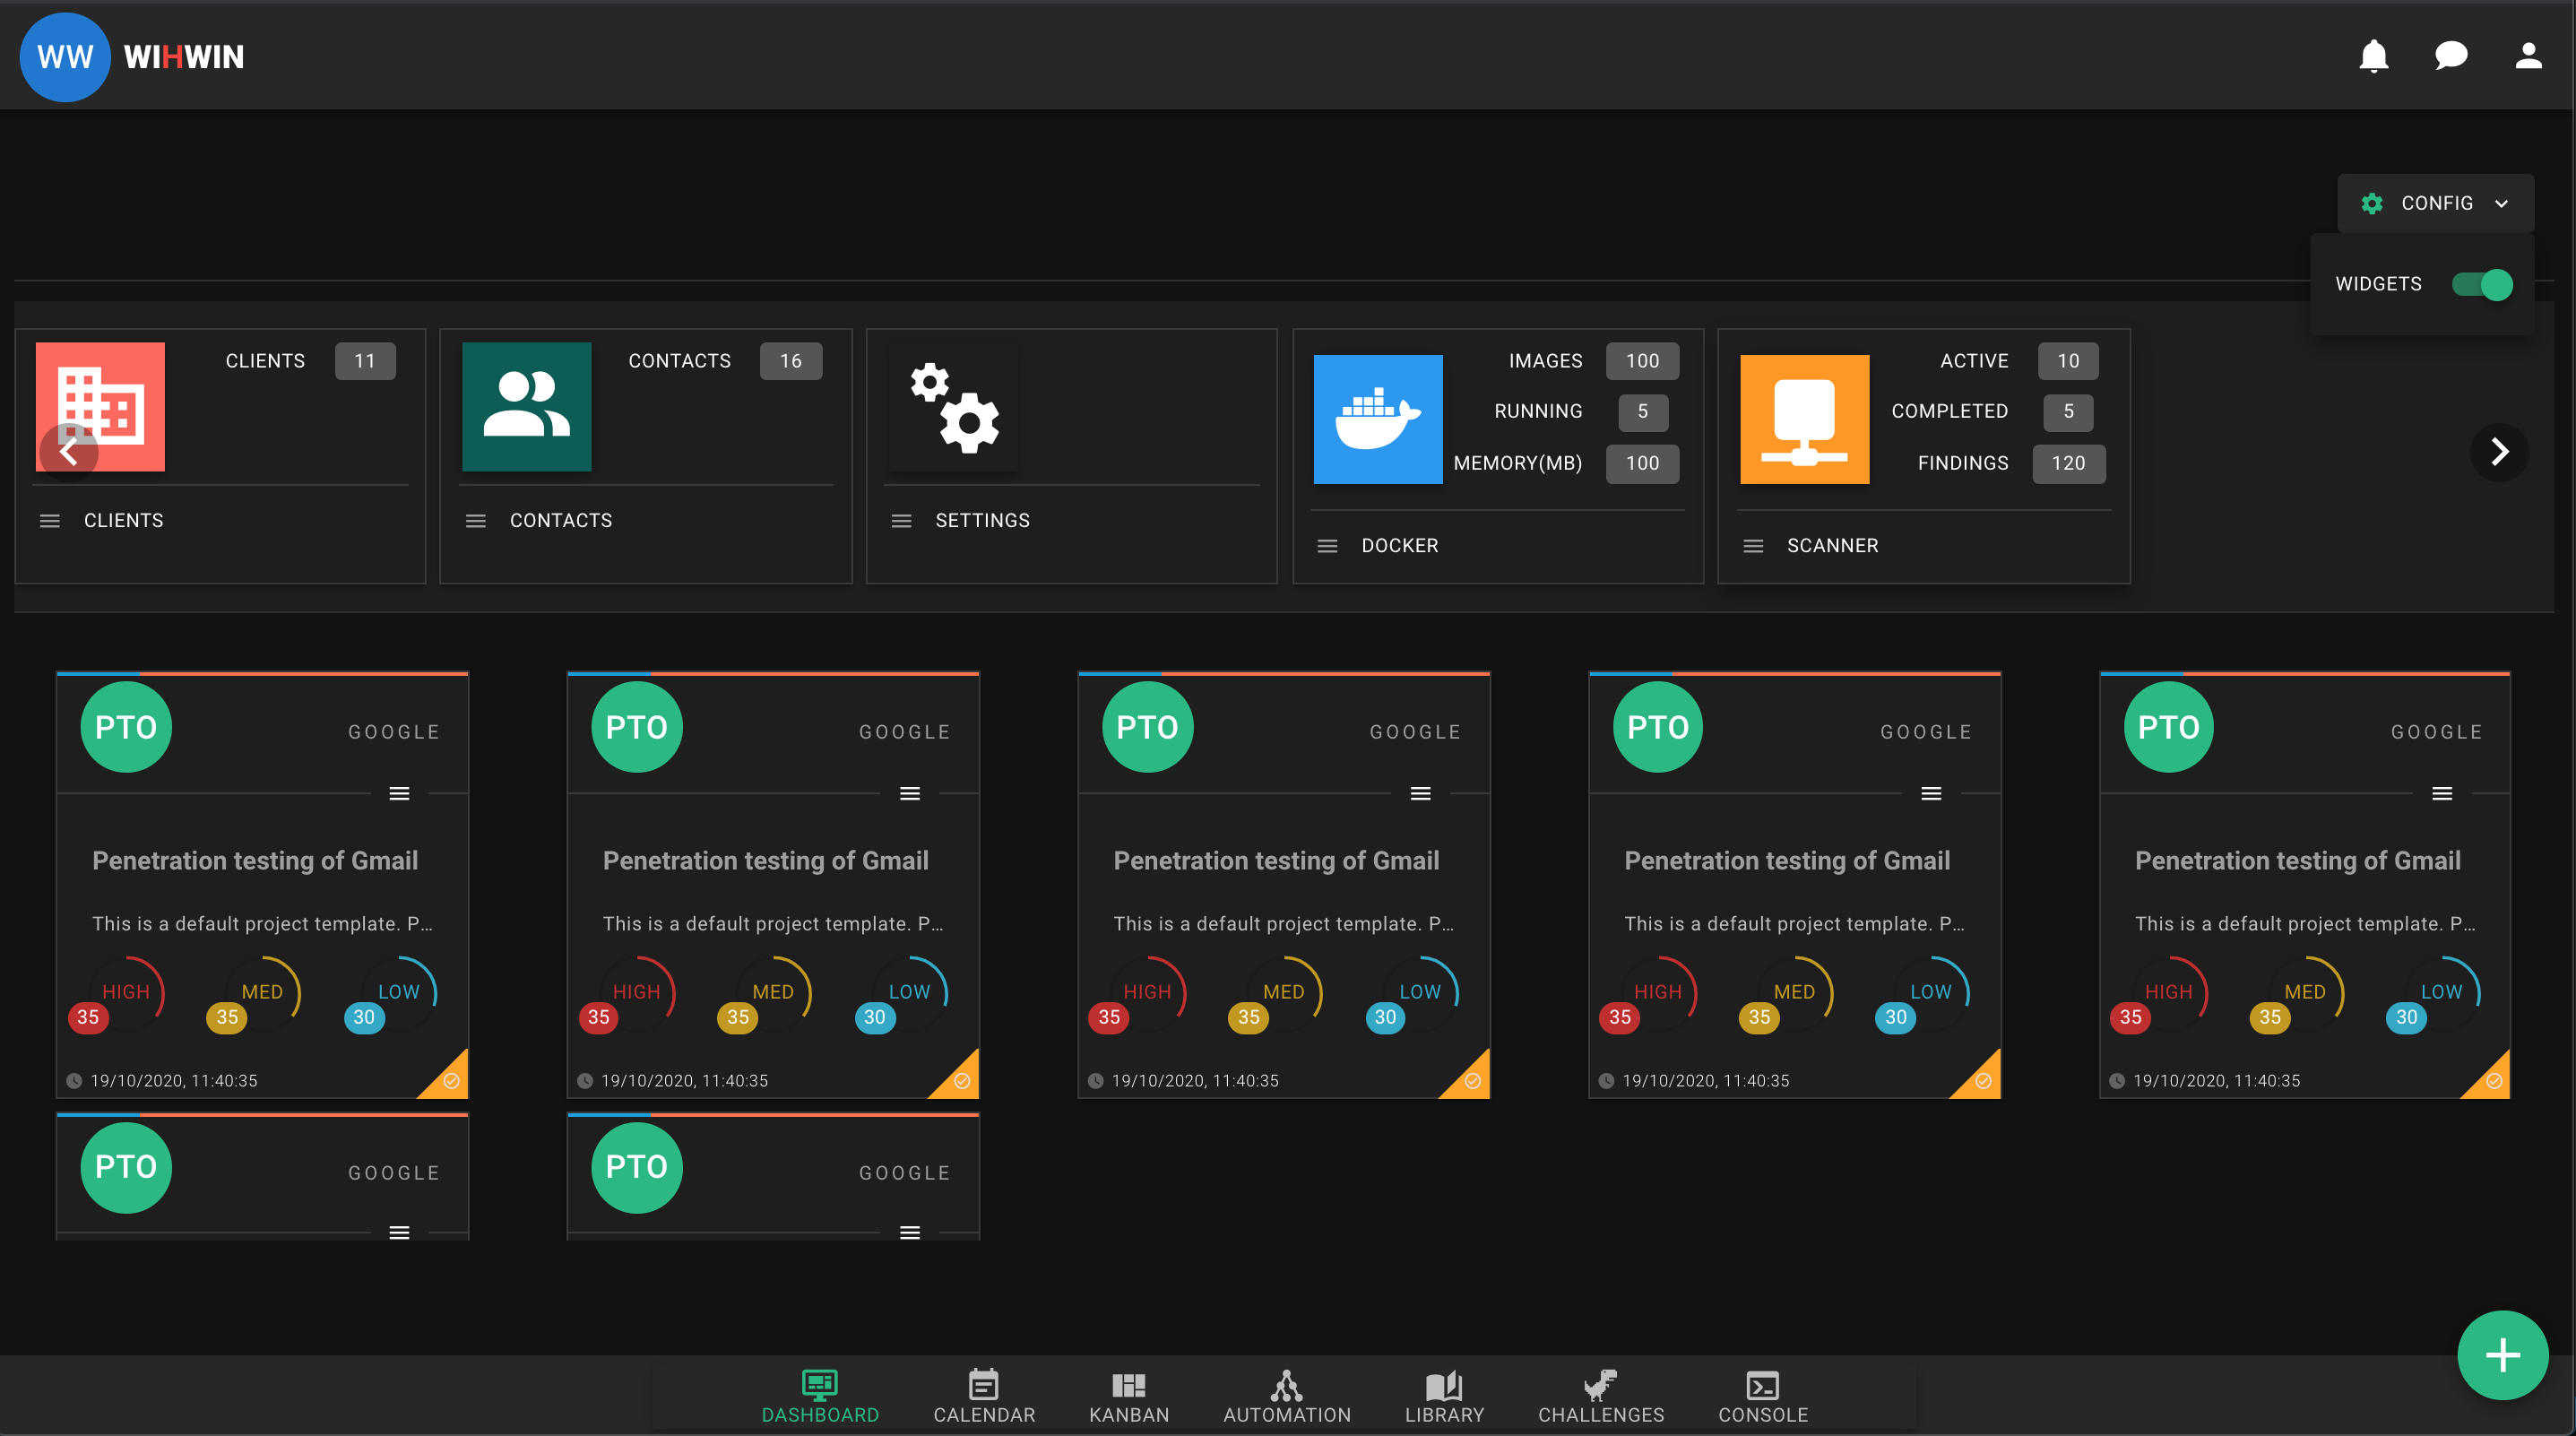 WW WIHWIN
CONFIG
WIDGETS
CLIENTS 11
CLIENTS
CONTACTS 16
CONTACTS
SETTINGS
IMAGES 100
RUNNING 5
MEMORY(MB) 100
DOCKER
ACTIVE 10
COMPLETED 5
FINDINGS 120
SCANNER
PTO GOOGLE
Penetration testing of Gmail
This is a default project template. P...
HIGH MED LOW
35 35 30
19/10/2020, 11:40:35
PTO GOOGLE
Penetration testing of Gmail
This is a default project template. P...
HIGH MED LOW
35 35 30
19/10/2020, 11:40:35
PTO GOOGLE
Penetration testing of Gmail
This is a default project template. P...
HIGH MED LOW
35 35 30
19/10/2020, 11:40:35
PTO GOOGLE
Penetration testing of Gmail
This is a default project template. P...
HIGH MED LOW
35 35 30
19/10/2020, 11:40:35
PTO GOOGLE
Penetration testing of Gmail
This is a default project template. P...
HIGH MED LOW
35 35 30
19/10/2020, 11:40:35
PTO GOOGLE
PTO GOOGLE
DASHBOARD CALENDAR KANBAN AUTOMATION LIBRARY CHALLENGES CONSOLE